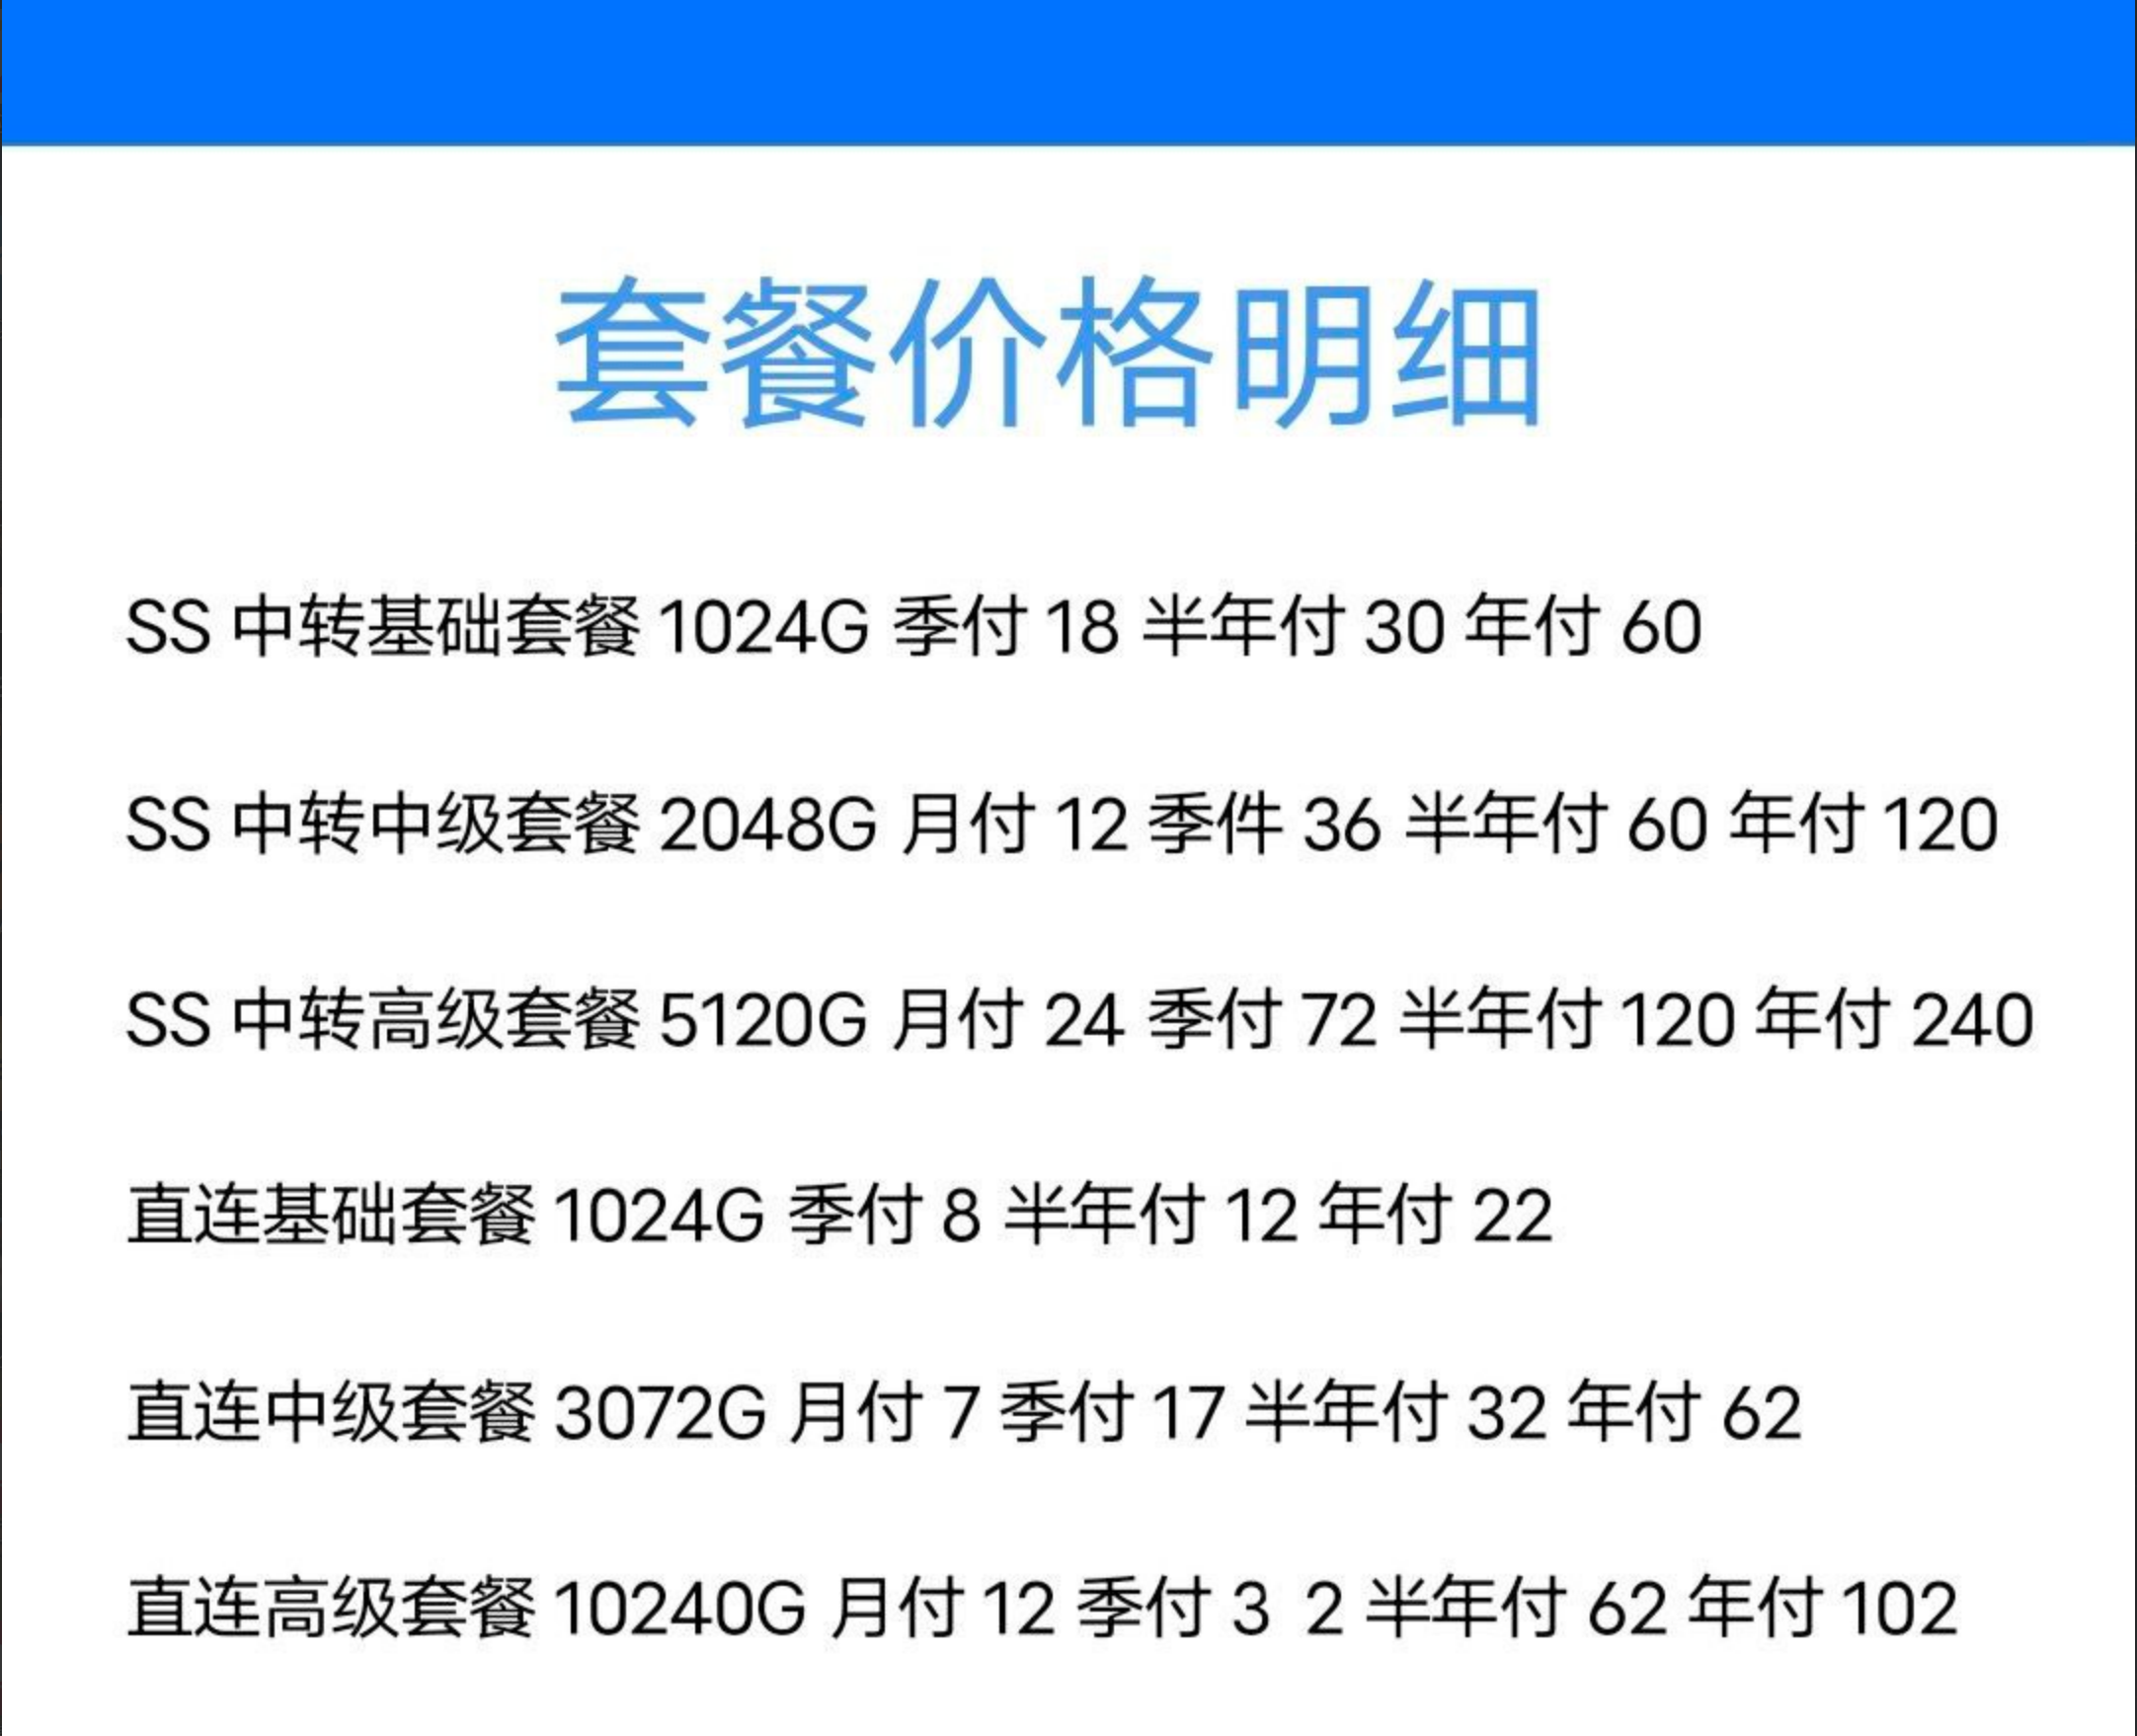 套餐价格明细
SS 中转基础套餐 1024G 季付 18 半年付 30 年付 60
SS 中转中级套餐 2048G 月付 12 季件 36 半年付 60 年付 120
SS 中转高级套餐 5120G 月付 24 季付 72 半年付 120 年付 240
直连基础套餐 1024G 季付 8 半年付 12 年付 22
直连中级套餐 3072G 月付 7 季付 17 半年付 32 年付 62
直连高级套餐 10240G 月付 12 季付 3 2 半年付 62 年付 102